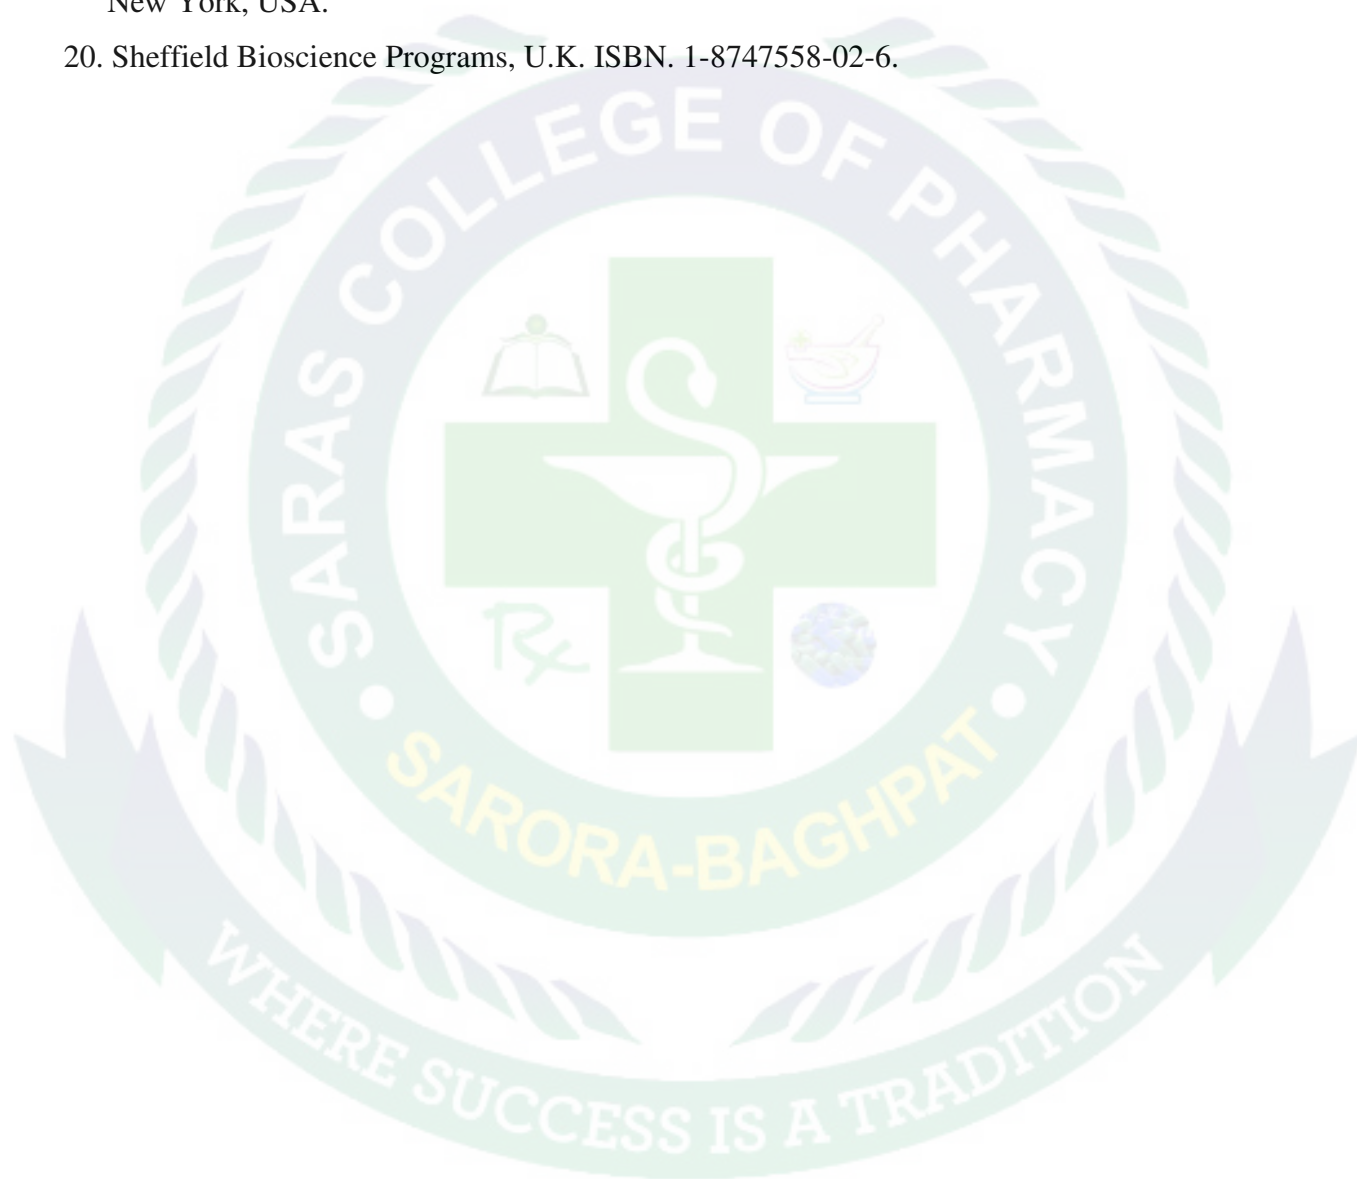 New York, USA.
20. Sheffield Bioscience Programs, U.K. ISBN. 1-8747558-02-6.
SARAS COLLEGE OF PHARMACY
Rx
SARORA-BAGHPAT
WHERE SUCCESS IS A TRADITION